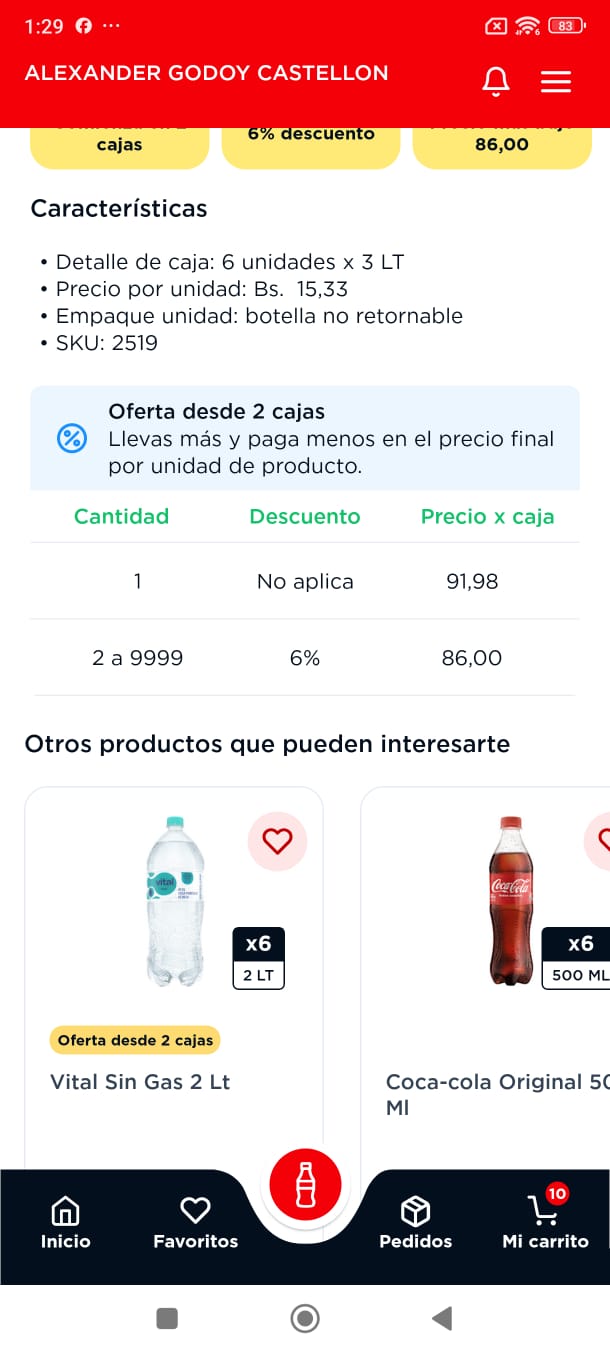 1:29
83
ALEXANDER GODOY CASTELLON
cajas
6% descuento
86,00
Características
• Detalle de caja: 6 unidades x 3 LT
• Precio por unidad: Bs.  15,33
• Empaque unidad: botella no retornable
• SKU: 2519
Oferta desde 2 cajas
Llevas más y paga menos en el precio final
por unidad de producto.
Cantidad Descuento Precio x caja
1 No aplica 91,98
2 a 9999 6% 86,00
Otros productos que pueden interesarte
vital
x6
2 LT
Oferta desde 2 cajas
Vital Sin Gas 2 Lt
Coca-Cola
x6
500 ML
Coca-cola Original 50
Ml
Inicio
Favoritos
Pedidos
10
Mi carrito